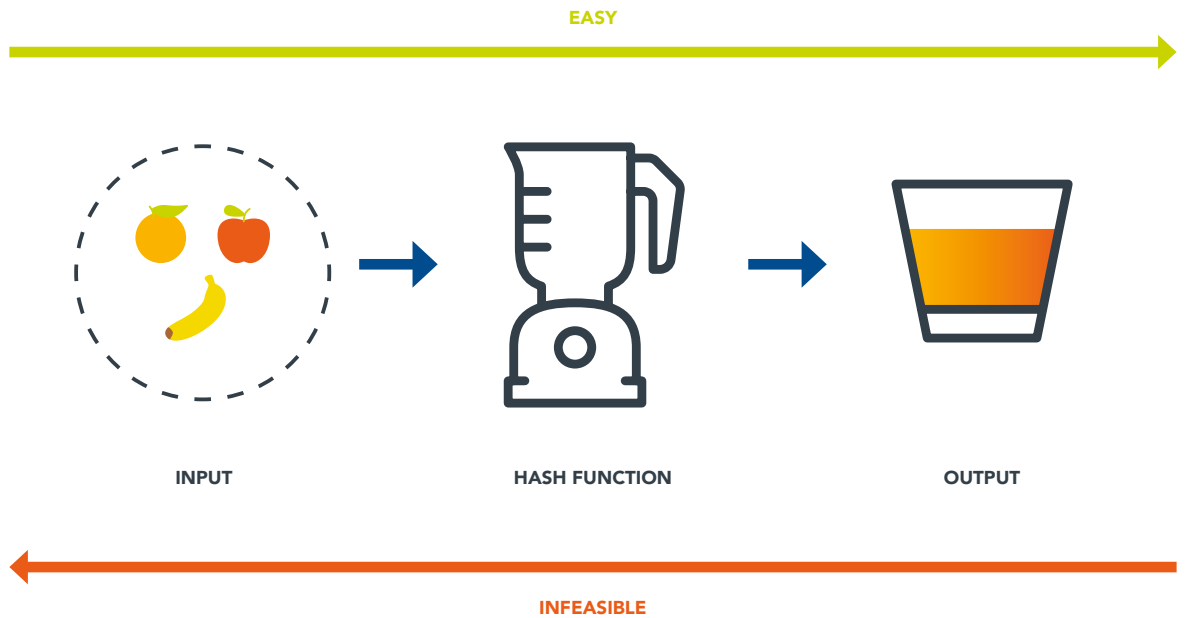 EASY
INPUT
HASH FUNCTION
OUTPUT
INFEASIBLE